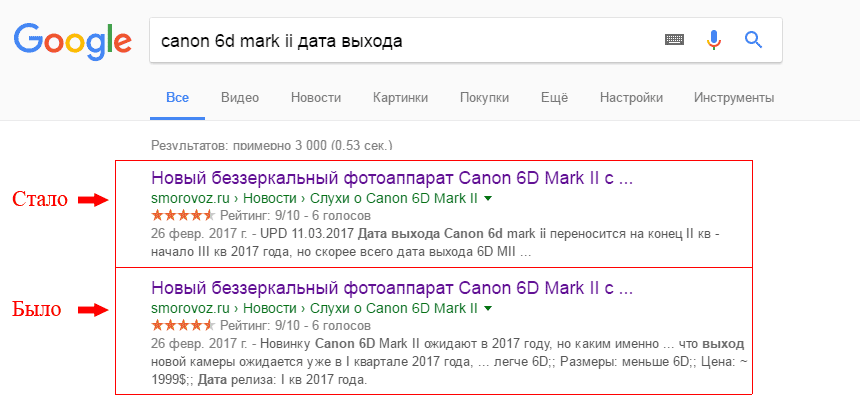 Google
canon 6d mark ii дата выхода
Все Видео Новости Картинки Покупки Ещё Настройки Инструменты
Результатов: примерно 3 000 (0,53 сек.)
Стало
Новый беззеркальный фотоаппарат Canon 6D Mark II с ...
smorovoz.ru › Новости › Слухи о Canon 6D Mark II
Рейтинг: 9/10 - 6 голосов
26 февр. 2017 г. - UPD 11.03.2017 Дата выхода Canon 6d mark ii переносится на конец II кв -
начало III кв 2017 года, но скорее всего дата выхода 6D MII ...
Было
Новый беззеркальный фотоаппарат Canon 6D Mark II с ...
smorovoz.ru › Новости › Слухи о Canon 6D Mark II
Рейтинг: 9/10 - 6 голосов
26 февр. 2017 г. - Новинку Canon 6D Mark II ожидают в 2017 году, но каким именно ... что выход
новой камеры ожидается уже в I квартале 2017 года, ... легче 6D;; Размеры: меньше 6D;; Цена: ~
1999$;; Дата релиза: I кв 2017 года.